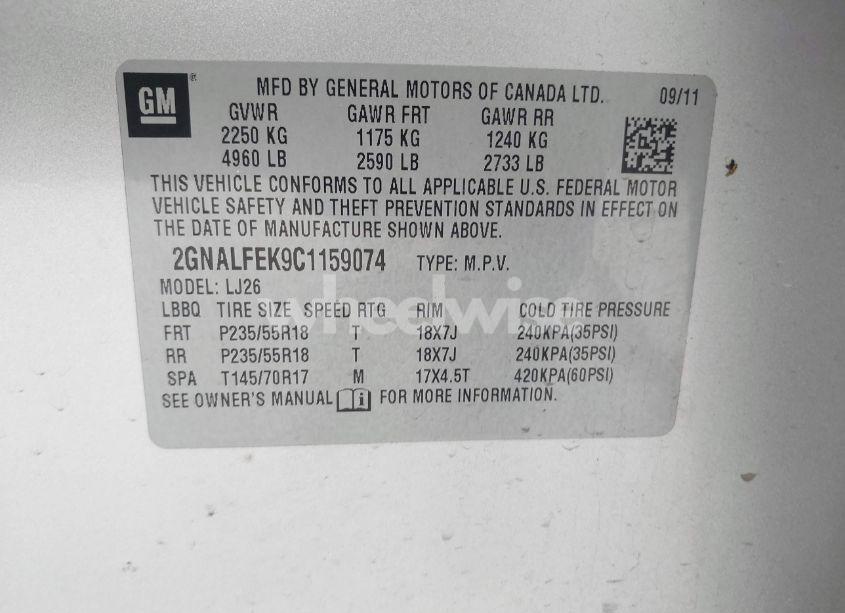 GM
MFD BY GENERAL MOTORS OF CANADA LTD. 09/11
GVWR GAWR FRT GAWR RR
2250 KG 1175 KG 1240 KG
4960 LB 2590 LB 2733 LB
THIS VEHICLE CONFORMS TO ALL APPLICABLE U.S. FEDERAL MOTOR
VEHICLE SAFETY AND THEFT PREVENTION STANDARDS IN EFFECT ON
THE DATE OF MANUFACTURE SHOWN ABOVE.
2GNALFEK9C1159074 TYPE: M.P.V.
MODEL: LJ26
LBBQ TIRE SIZE SPEED RTG RIM COLD TIRE PRESSURE
FRT P235/55R18 T 18X7J 240KPA(35PSI)
RR P235/55R18 T 18X7J 240KPA(35PSI)
SPA T145/70R17 M 17X4.5T 420KPA(60PSI)
SEE OWNER'S MANUAL i FOR MORE INFORMATION.
wheelwise